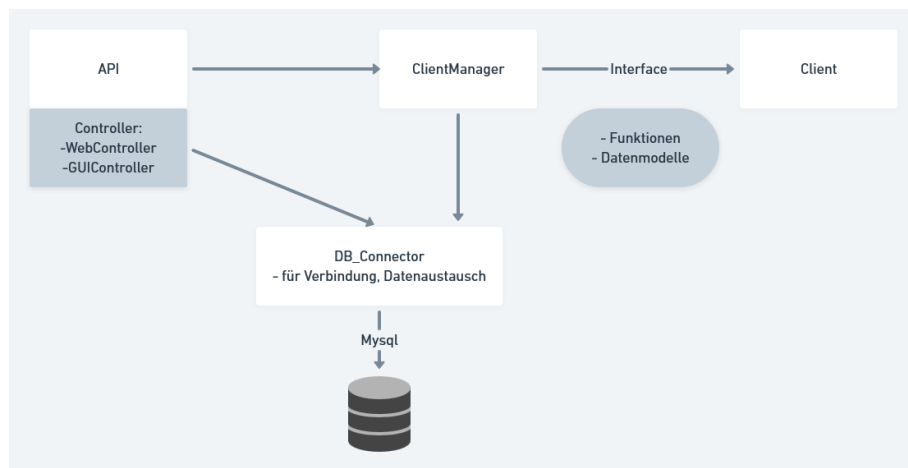 API
ClientManager
Interface
Client
Controller:
-WebController
-GUIController
- Funktionen
- Datenmodelle
DB_Connector
- für Verbindung, Datenaustausch
Mysql